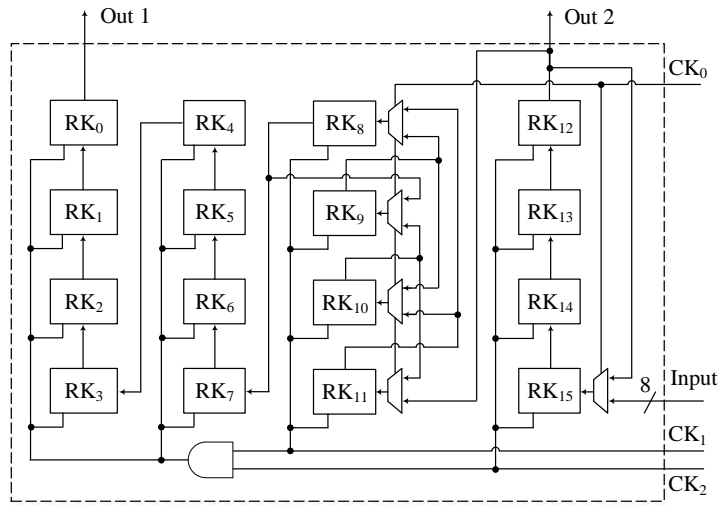 Out 1
Out 2
CK₀
RK₀
RK₄
RK₈
RK₁₂
RK₁
RK₅
RK₉
RK₁₃
RK₂
RK₆
RK₁₀
RK₁₄
RK₃
RK₇
RK₁₁
RK₁₅
8
Input
CK₁
CK₂